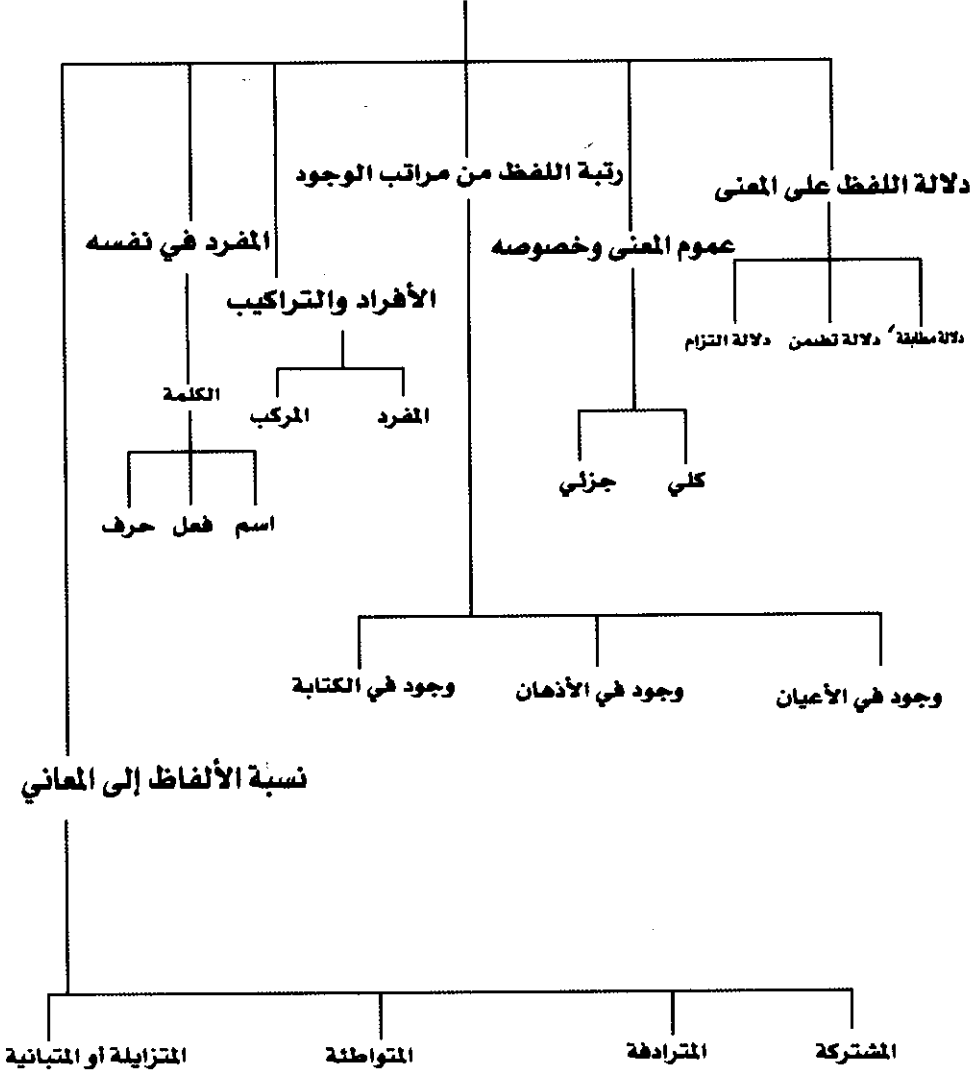 دلالة اللفظ على المعنى
دلالة مطابقة
دلالة تضمن
دلالة التزام
عموم المعنى وخصوصه
كلي
جزئي
رتبة اللفظ من مراتب الوجود
وجود في الأعيان
وجود في الأذهان
وجود في الكتابة
الأفراد والتراكيب
المفرد
المركب
المفرد في نفسه
الكلمة
اسم
فعل
حرف
نسبة الألفاظ إلى المعاني
المشتركة
المترادفة
المتواطئة
المتزايلة أو المتبانية